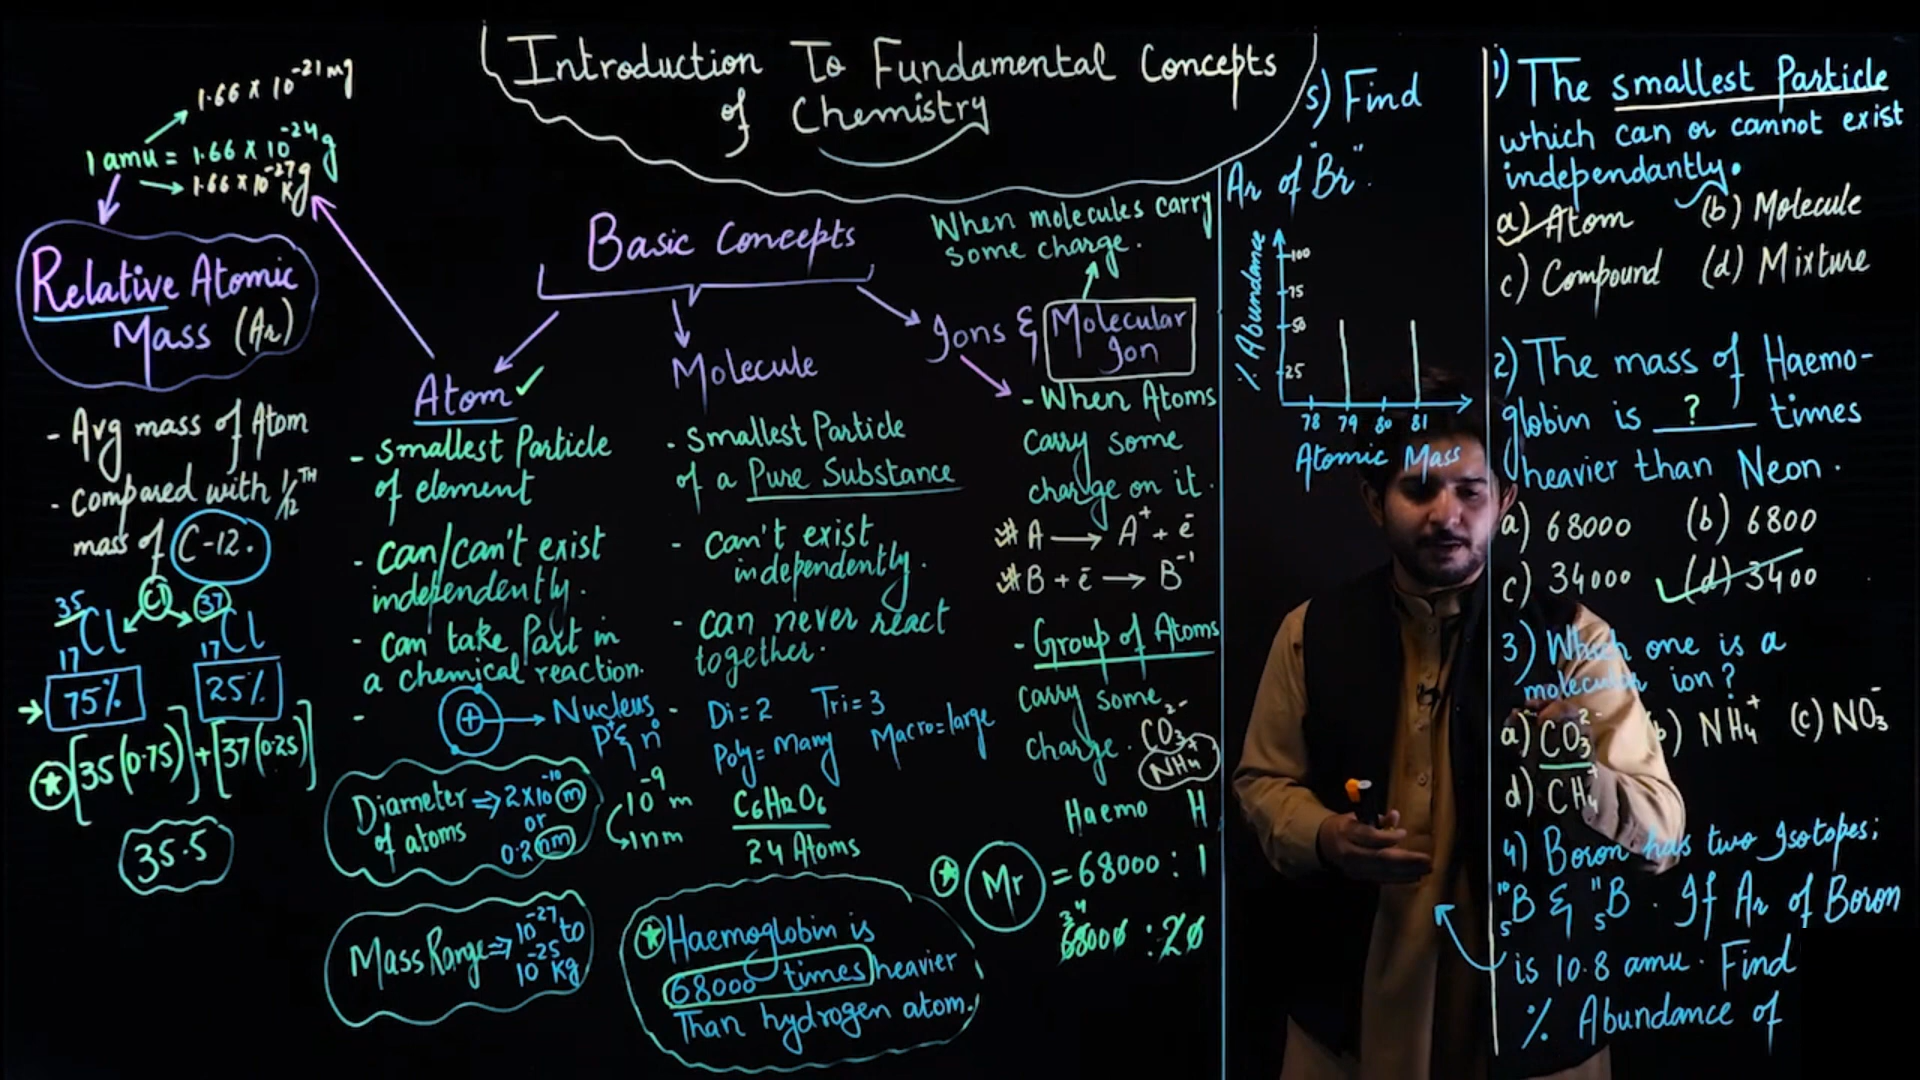 Introduction To Fundamental Concepts
of Chemistry
1.66 x 10-21 mg
1 amu = 1.66 x 10-24 g
1.66 x 10-27 Kg
Relative Atomic
Mass (Ar)
- Avg mass of Atom
- compared with 1/12TH
mass of C-12.
Cl 37
35 17 Cl 17 Cl
75% 25%
[35(0.75)] + [37(0.25)]
35.5
Basic Concepts
Atom ✓
- smallest Particle
of element
- can/can't exist
independently.
- can take Part in
a chemical reaction.
- + → Nucleus
P+ & n°
Diameter ⇒ 2x10-10 m
of atoms or
0.2 nm
10-9 m
1nm
Mass Range ⇒ 10-27 to
10-25 Kg
Molecule
- smallest Particle
of a Pure Substance
- can't exist
independently.
- can never react
together.
- Di = 2 Tri = 3
Poly = Many Macro = large
C6H12O6
24 Atoms
Haemoglobin is
68000 times heavier
Than hydrogen atom.
When molecules carry
some charge.
Ions & Molecular
Ion
- When Atoms
carry some
charge on it.
A → A+ + e-
B + e- → B-1
- Group of Atoms
carry some
charge. CO3 2-
NH4+
Haemo H
Mr = 68000 : 1
34
68000 : 20
5) Find
Ar of "Br".
% Abundance
100
75
50
25
78 79 80 81
Atomic Mass
1) The smallest Particle
which can or cannot exist
independantly.
a) Atom (b) Molecule
c) Compound (d) Mixture
2) The mass of Haemo-
globin is ? times
heavier than Neon.
a) 68000 (b) 6800
c) 34000 (d) 3400
3) Which one is a
molecular ion?
a) CO3 2- b) NH4+ (c) NO3-
d) CH4+
4) Boron has two Isotopes;
10 5 B & 11 5 B. If Ar of Boron
is 10.8 amu. Find
% Abundance of